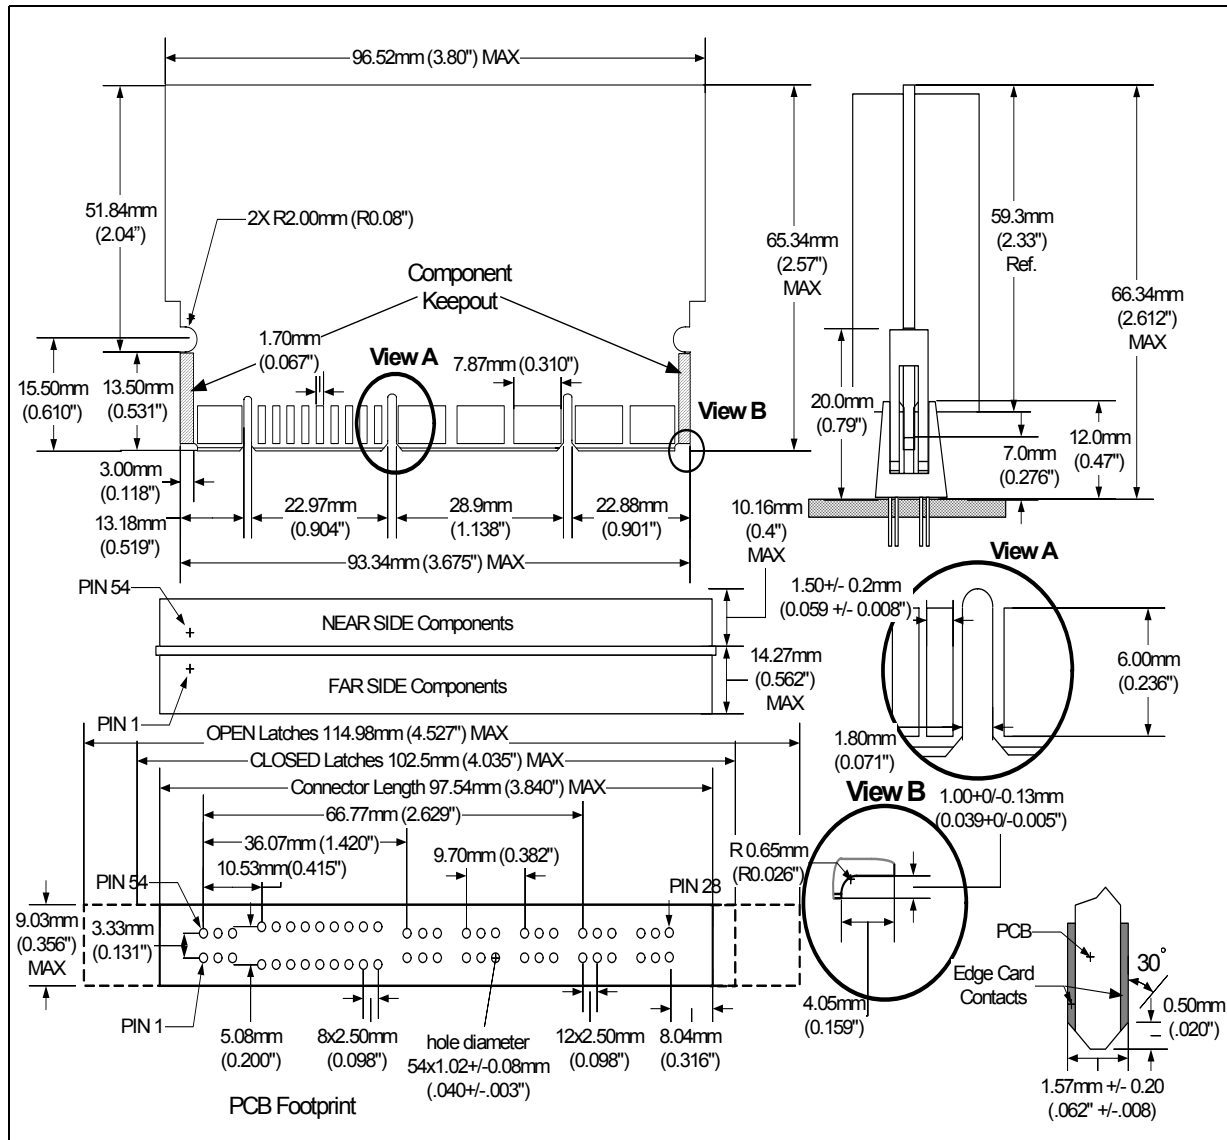 96.52mm (3.80") MAX
51.84mm
(2.04")
2X R2.00mm (R0.08")
Component
Keepout
65.34mm
(2.57")
MAX
59.3mm
(2.33")
Ref.
66.34mm
(2.612")
MAX
1.70mm
(0.067")
View A
7.87mm (0.310")
View B
15.50mm
(0.610")
13.50mm
(0.531")
20.0mm
(0.79")
12.0mm
(0.47")
7.0mm
(0.276")
3.00mm
(0.118")
13.18mm
(0.519")
22.97mm
(0.904")
28.9mm
(1.138")
22.88mm
(0.901")
10.16mm
(0.4")
MAX
93.34mm (3.675") MAX
View A
PIN 54
NEAR SIDE Components
1.50+/- 0.2mm
(0.059 +/- 0.008")
FAR SIDE Components
14.27mm
(0.562")
MAX
6.00mm
(0.236")
PIN 1
OPEN Latches 114.98mm (4.527") MAX
CLOSED Latches 102.5mm (4.035") MAX
1.80mm
(0.071")
Connector Length 97.54mm (3.840") MAX
View B
1.00+0/-0.13mm
(0.039+0/-0.005")
66.77mm (2.629")
36.07mm (1.420")
9.70mm (0.382")
10.53mm(0.415")
R 0.65mm
(R0.026")
PIN 54
PIN 28
9.03mm
(0.356")
MAX
3.33mm
(0.131")
PCB
30°
Edge Card
Contacts
PIN 1
4.05mm
(0.159")
0.50mm
(.020")
5.08mm
(0.200")
8x2.50mm
(0.098")
hole diameter
54x1.02+/-0.08mm
(.040+/-.003")
12x2.50mm
(0.098")
8.04mm
(0.316")
1.57mm +/- 0.20
(.062" +/-.008)
PCB Footprint